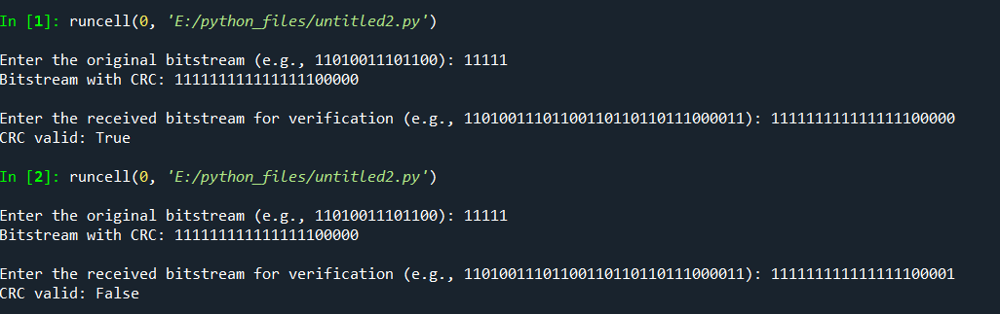 In [1]: runcell(0, 'E:/python_files/untitled2.py')
Enter the original bitstream (e.g., 11010011101100): 11111
Bitstream with CRC: 111111111111111100000
Enter the received bitstream for verification (e.g., 11010011101100110110110111000011): 111111111111111100000
CRC valid: True
In [2]: runcell(0, 'E:/python_files/untitled2.py')
Enter the original bitstream (e.g., 11010011101100): 11111
Bitstream with CRC: 111111111111111100000
Enter the received bitstream for verification (e.g., 11010011101100110110110111000011): 111111111111111100001
CRC valid: False